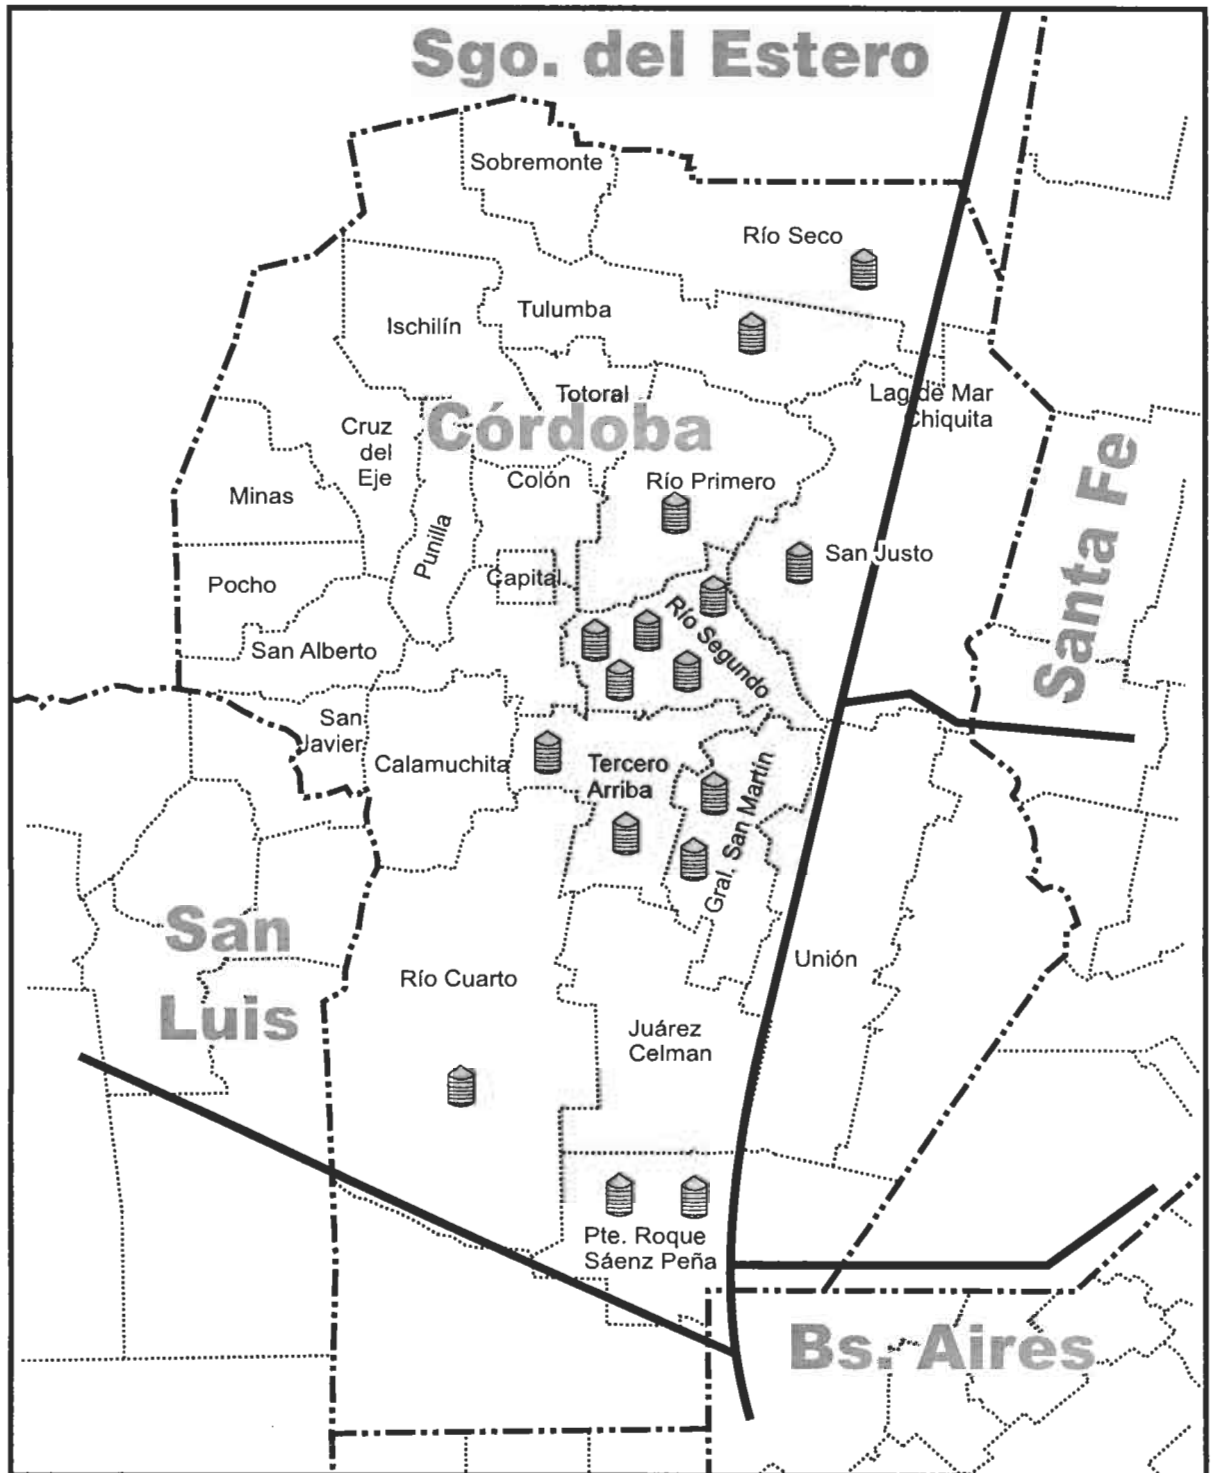 Sgo. del Estero
Sobremonte
Río Seco
Tulumba
Ischilín
Totoral
Lag de Mar
Chiquita
Córdoba
Cruz
del
Eje
Santa Fe
Minas
Colón
Río Primero
Punilla
San Justo
Pocho
Capital
San Alberto
Río Segundo
San
Javier
Calamuchita
Tercero
Arriba
Gral. San Martín
San
Luis
Río Cuarto
Unión
Juárez
Celman
Pte. Roque
Sáenz Peña
Bs. Aires